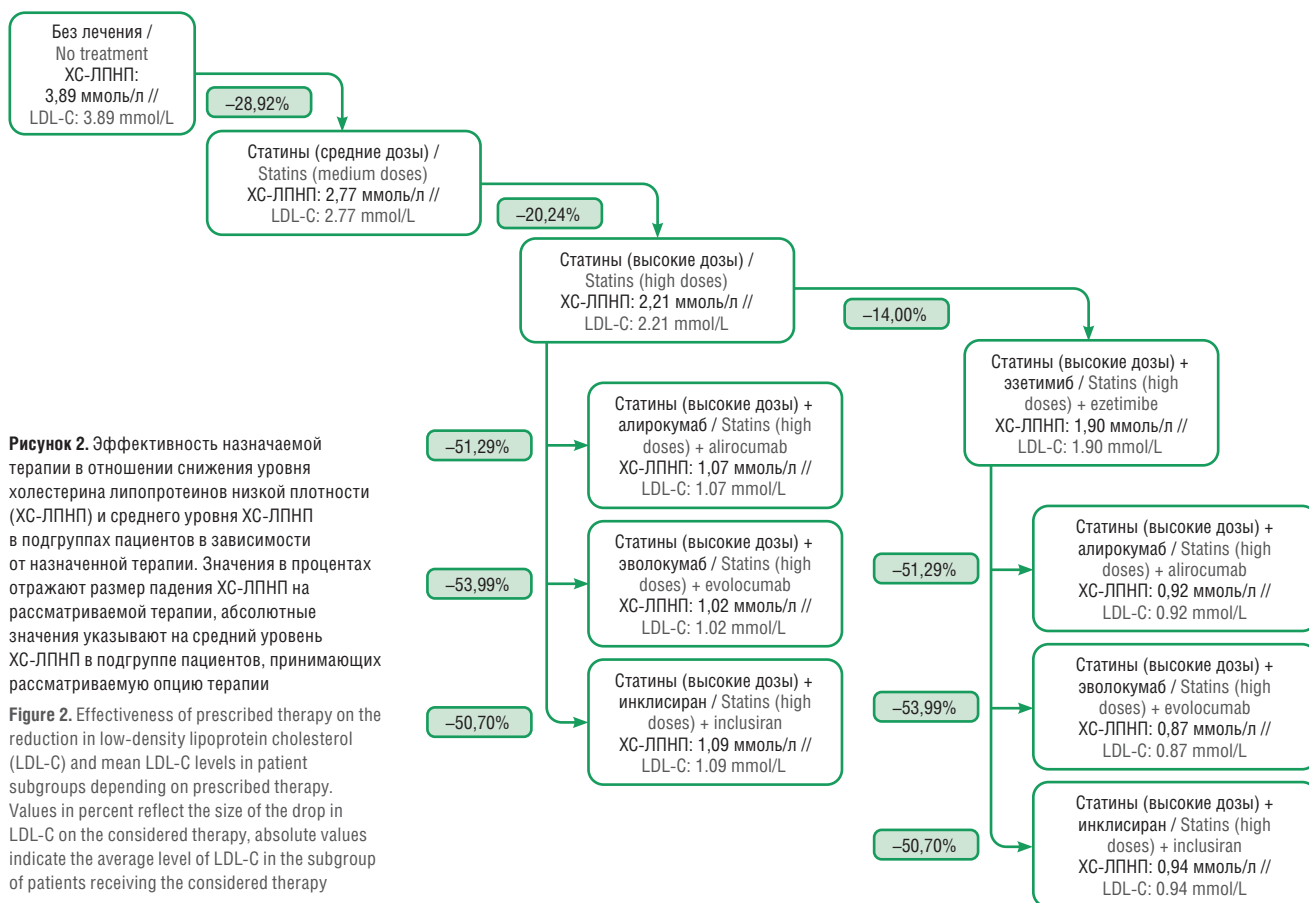 Без лечения /
No treatment
ХС-ЛПНП:
3,89 ммоль/л //
LDL-C: 3.89 mmol/L
–28,92%
Статины (средние дозы) /
Statins (medium doses)
ХС-ЛПНП: 2,77 ммоль/л //
LDL-C: 2.77 mmol/L
–20,24%
Статины (высокие дозы) /
Statins (high doses)
ХС-ЛПНП: 2,21 ммоль/л //
LDL-C: 2.21 mmol/L
–14,00%
Статины (высокие дозы) +
эзетимиб / Statins (high
doses) + ezetimibe
ХС-ЛПНП: 1,90 ммоль/л //
LDL-C: 1.90 mmol/L
–51,29%
Статины (высокие дозы) +
алирокумаб / Statins (high
doses) + alirocumab
ХС-ЛПНП: 1,07 ммоль/л //
LDL-C: 1.07 mmol/L
–53,99%
Статины (высокие дозы) +
эволокумаб / Statins (high
doses) + evolocumab
ХС-ЛПНП: 1,02 ммоль/л //
LDL-C: 1.02 mmol/L
–50,70%
Статины (высокие дозы) +
инклисиран / Statins (high
doses) + inclusiran
ХС-ЛПНП: 1,09 ммоль/л //
LDL-C: 1.09 mmol/L
–51,29%
Статины (высокие дозы) +
алирокумаб / Statins (high
doses) + alirocumab
ХС-ЛПНП: 0,92 ммоль/л //
LDL-C: 0.92 mmol/L
–53,99%
Статины (высокие дозы) +
эволокумаб / Statins (high
doses) + evolocumab
ХС-ЛПНП: 0,87 ммоль/л //
LDL-C: 0.87 mmol/L
–50,70%
Статины (высокие дозы) +
инклисиран / Statins (high
doses) + inclusiran
ХС-ЛПНП: 0,94 ммоль/л //
LDL-C: 0.94 mmol/L
Рисунок 2. Эффективность назначаемой
терапии в отношении снижения уровня
холестерина липопротеинов низкой плотности
(ХС-ЛПНП) и среднего уровня ХС-ЛПНП
в подгруппах пациентов в зависимости
от назначенной терапии. Значения в процентах
отражают размер падения ХС-ЛПНП на
рассматриваемой терапии, абсолютные
значения указывают на средний уровень
ХС-ЛПНП в подгруппе пациентов, принимающих
рассматриваемую опцию терапии
Figure 2. Effectiveness of prescribed therapy on the
reduction in low-density lipoprotein cholesterol
(LDL-C) and mean LDL-C levels in patient
subgroups depending on prescribed therapy.
Values in percent reflect the size of the drop in
LDL-C on the considered therapy, absolute values
indicate the average level of LDL-C in the subgroup
of patients receiving the considered therapy